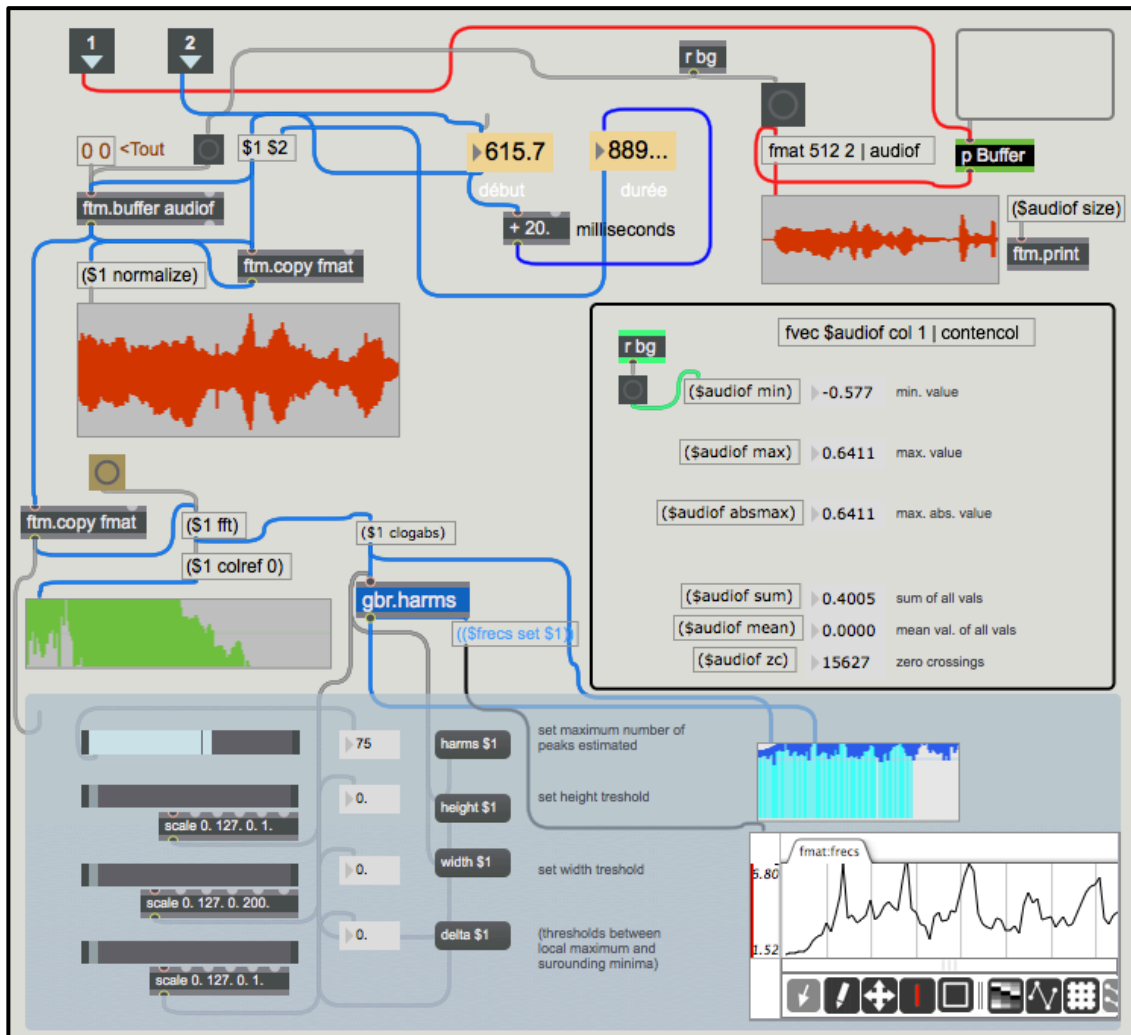 1
2
r bg
0 0
<Tout
$1 $2
615.7
889...
fmat 512 2 | audiof
p Buffer
ftm.buffer audiof
début
durée
+ 20.
milliseconds
($audiof size)
ftm.print
ftm.copy fmat
($1 normalize)
fvec $audiof col 1 | contencol
r bg
($audiof min)
-0.577
min. value
($audiof max)
0.6411
max. value
($audiof absmax)
0.6411
max. abs. value
ftm.copy fmat
($1 fft)
($1 clogabs)
($1 colref 0)
gbr.harms
(($frecs set $1))
($audiof sum)
0.4005
sum of all vals
($audiof mean)
0.0000
mean val. of all vals
($audiof zc)
15627
zero crossings
75
harms $1
set maximum number of
peaks estimated
0.
height $1
set height treshold
scale 0. 127. 0. 1.
0.
width $1
set width treshold
scale 0. 127. 0. 200.
0.
delta $1
(thresholds between
local maximum and
surounding minima)
scale 0. 127. 0. 1.
fmat:frecs
5.80
1.52